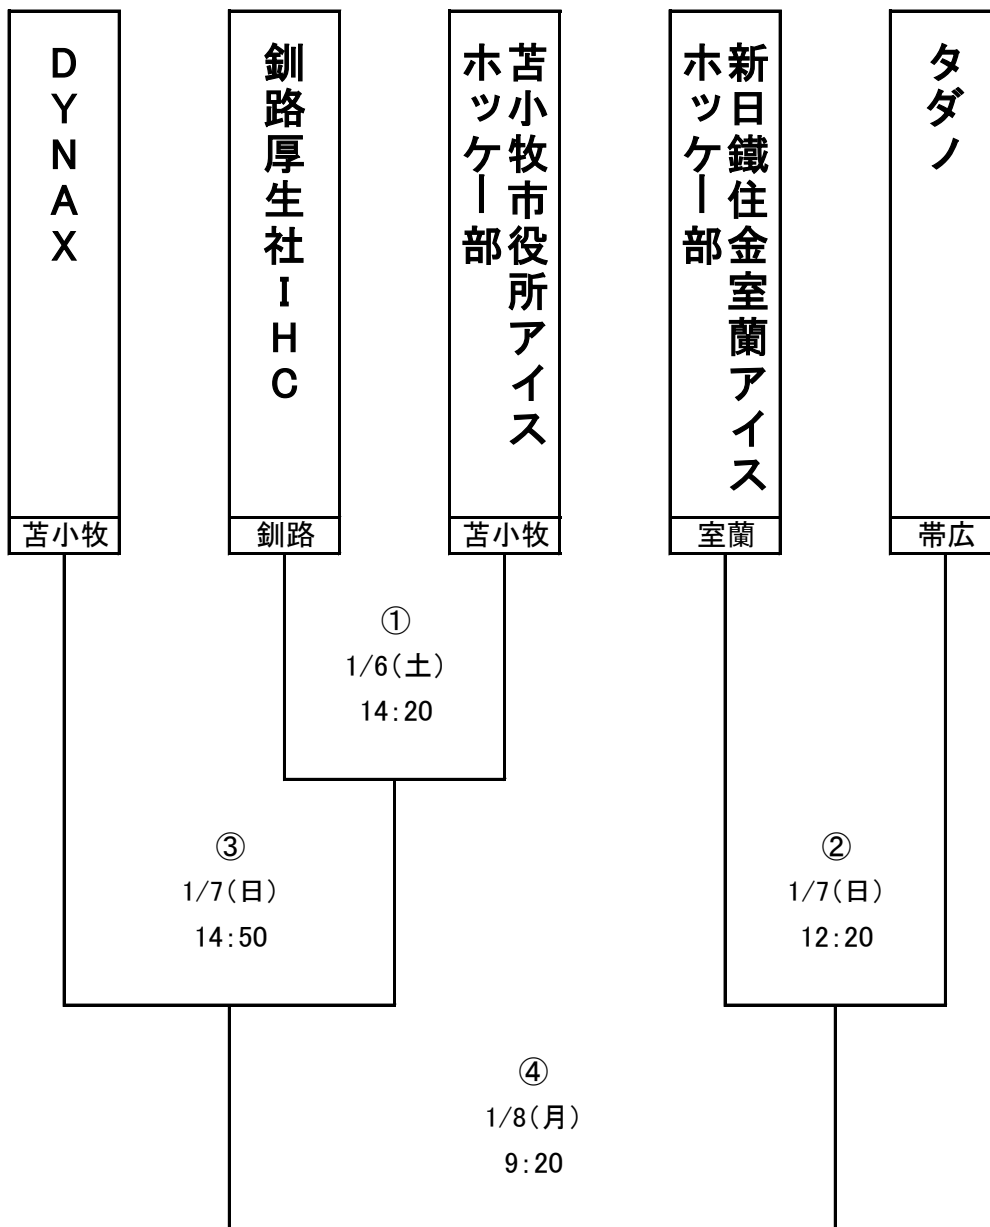 DYNAX
釧路厚生社IHC
苫小牧市役所アイス
ホッケー部
新日鐵住金室蘭アイス
ホッケー部
タダノ
苫小牧
釧路
苫小牧
室蘭
帯広
①
1/6(土)
14:20
③
1/7(日)
14:50
②
1/7(日)
12:20
④
1/8(月)
9:20